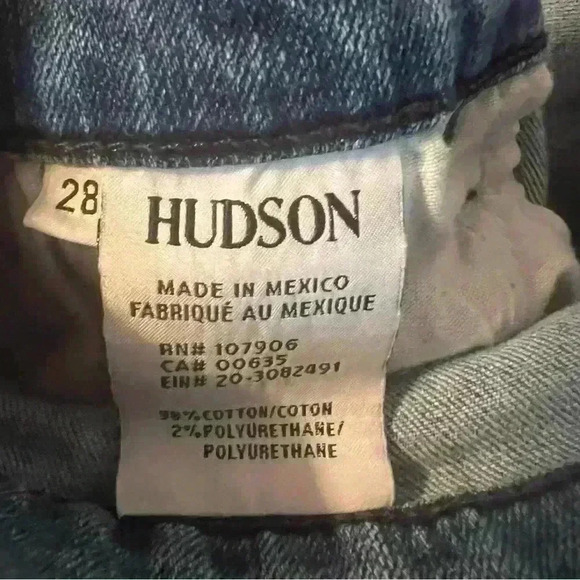 28
HUDSON
MADE IN MEXICO
FABRIQUÉ AU MEXIQUE
RN# 107906
CA# 00635
EIN# 20-3082491
98% COTTON/COTON
2% POLYURETHANE/
POLYURETHANE